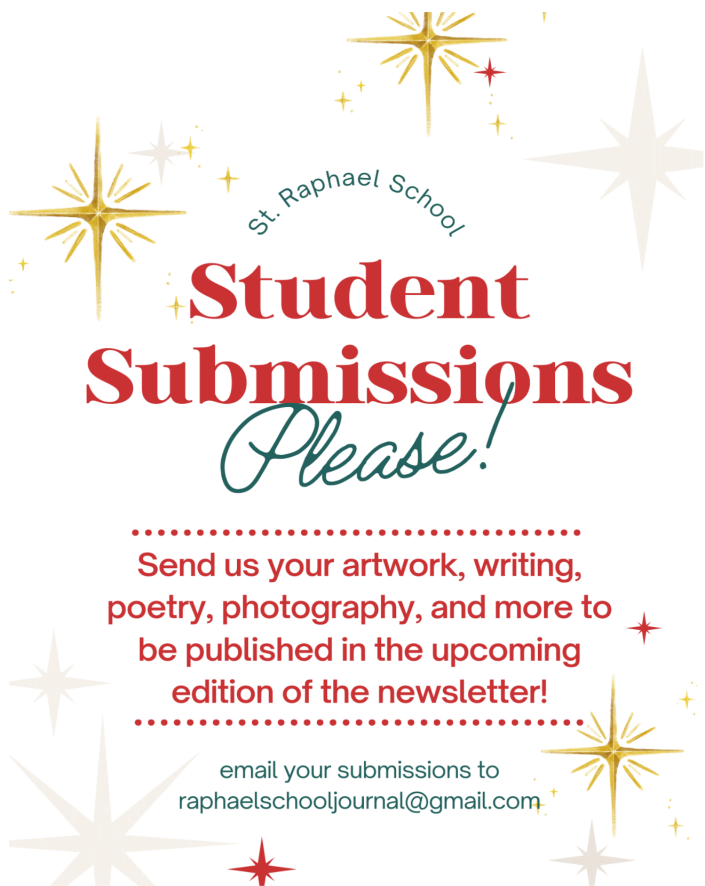 St. Raphael School
Student
Submissions
Please!
Send us your artwork, writing,
poetry, photography, and more to
be published in the upcoming
edition of the newsletter!
email your submissions to
raphaelschooljournal@gmail.com